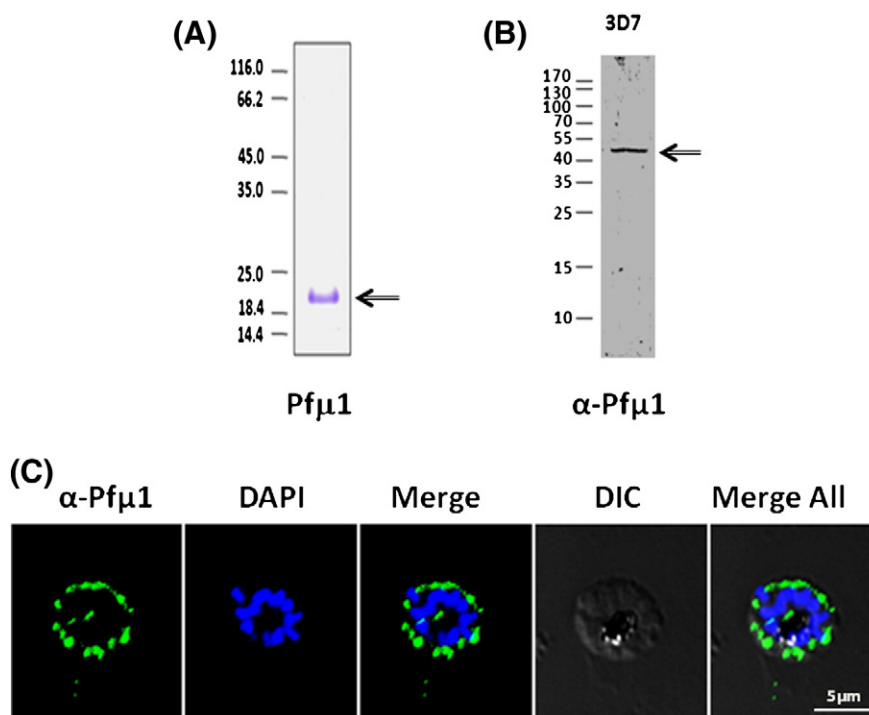 (A)
116.0
66.2
45.0
35.0
25.0
18.4
14.4
Pfμ1
(B)
3D7
170
130
100
70
55
40
35
25
15
10
α-Pfμ1
(C)
α-Pfμ1 DAPI Merge DIC Merge All
5μm